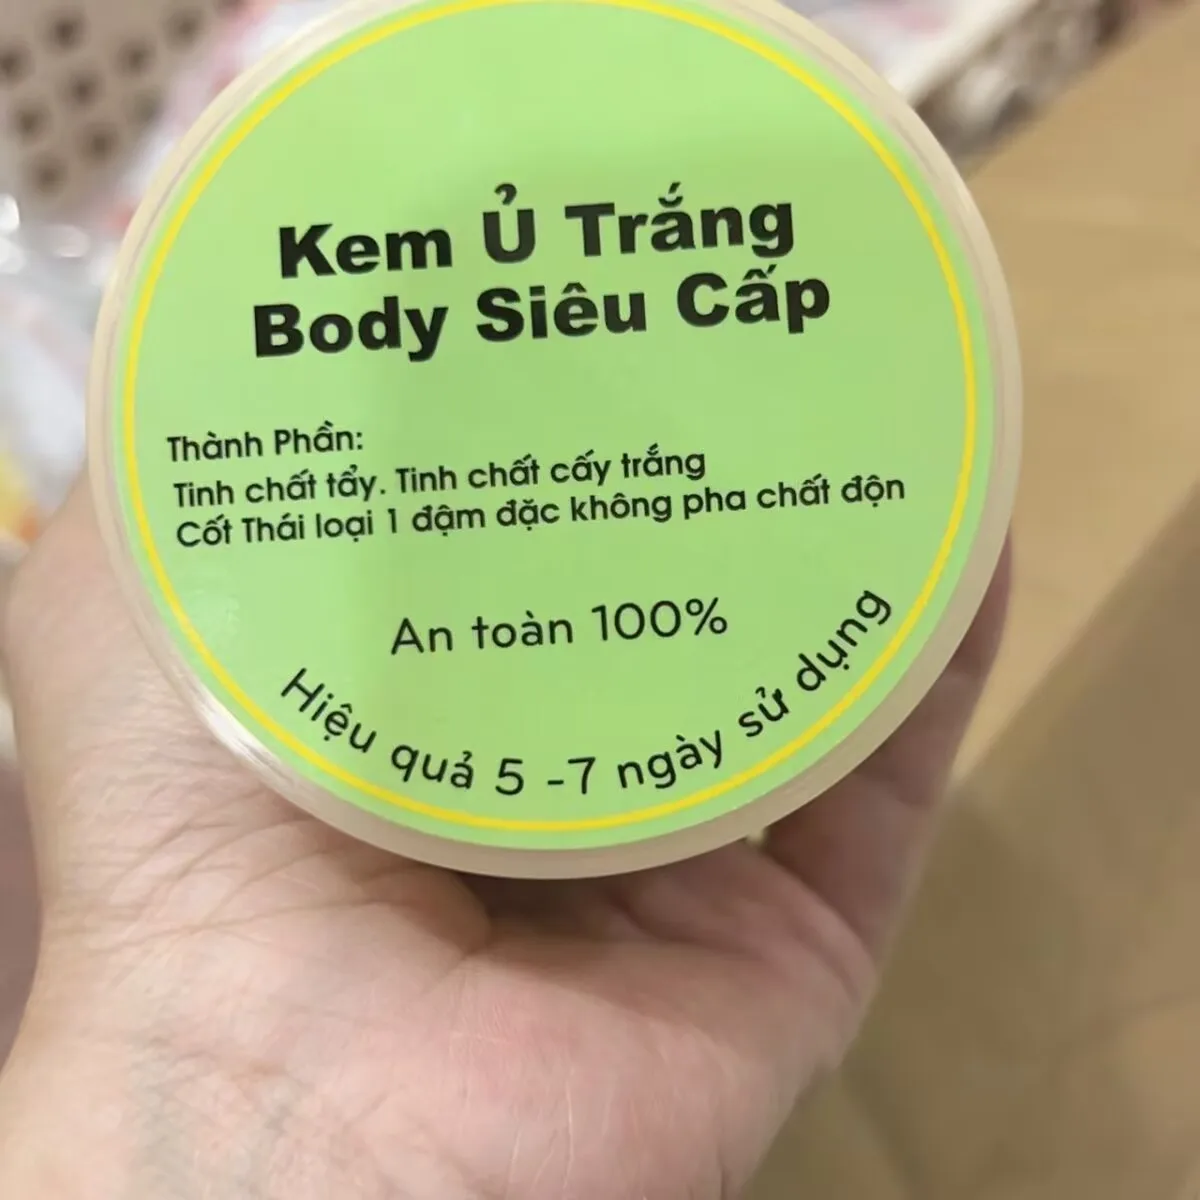 Kem Ủ Trắng
Body Siêu Cấp
Thành Phần:
Tinh chất tẩy. Tinh chất cấy trắng
Cốt Thái loại 1 đậm đặc không pha chất độn
An toàn 100%
Hiệu quả 5 -7 ngày sử dụng